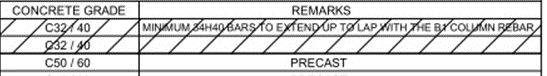 CONCRETE GRADE REMARKS
C32 / 40 MINIMUM 34H40 BARS TO EXTEND UP TO LAP WITH THE B1 COLUMN REBAR
C32 / 40
C50 / 60 PRECAST